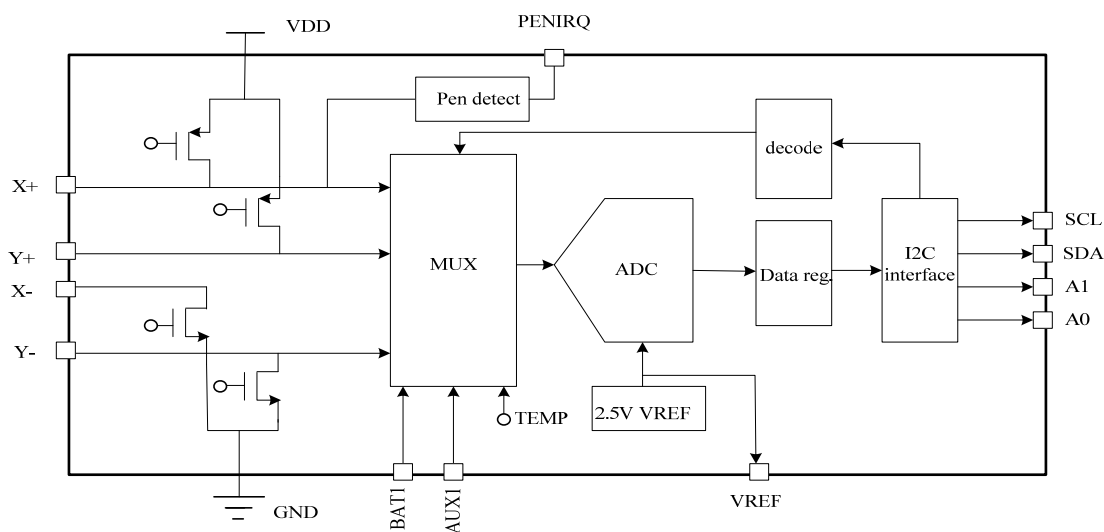 PENIRQ
VDD
Pen detect
decode
X+
Y+
X-
Y-
MUX
ADC
Data reg.
I2C
interface
SCL
SDA
A1
A0
TEMP
2.5V VREF
BAT1
AUX1
VREF
GND